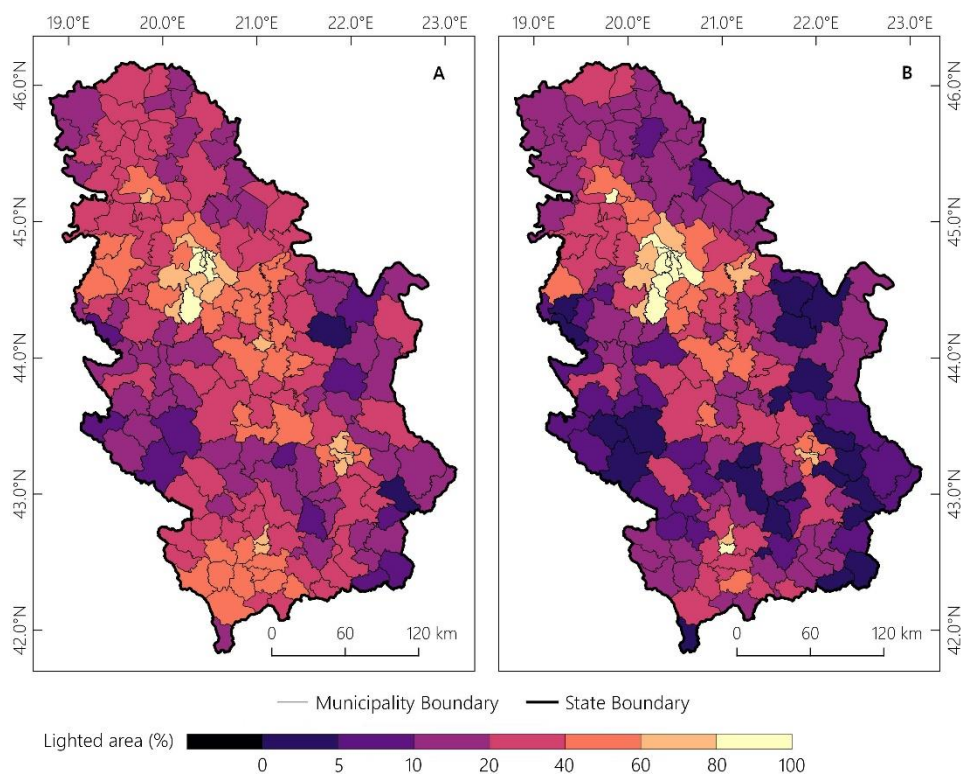 19.0°E 20.0°E 21.0°E 22.0°E 23.0°E 19.0°E 20.0°E 21.0°E 22.0°E 23.0°E
A B
46.0°N 46.0°N
45.0°N 45.0°N
44.0°N 44.0°N
43.0°N 43.0°N
42.0°N 42.0°N
0 60 120 km 0 60 120 km
Municipality Boundary State Boundary
Lighted area (%)
0 5 10 20 40 60 80 100